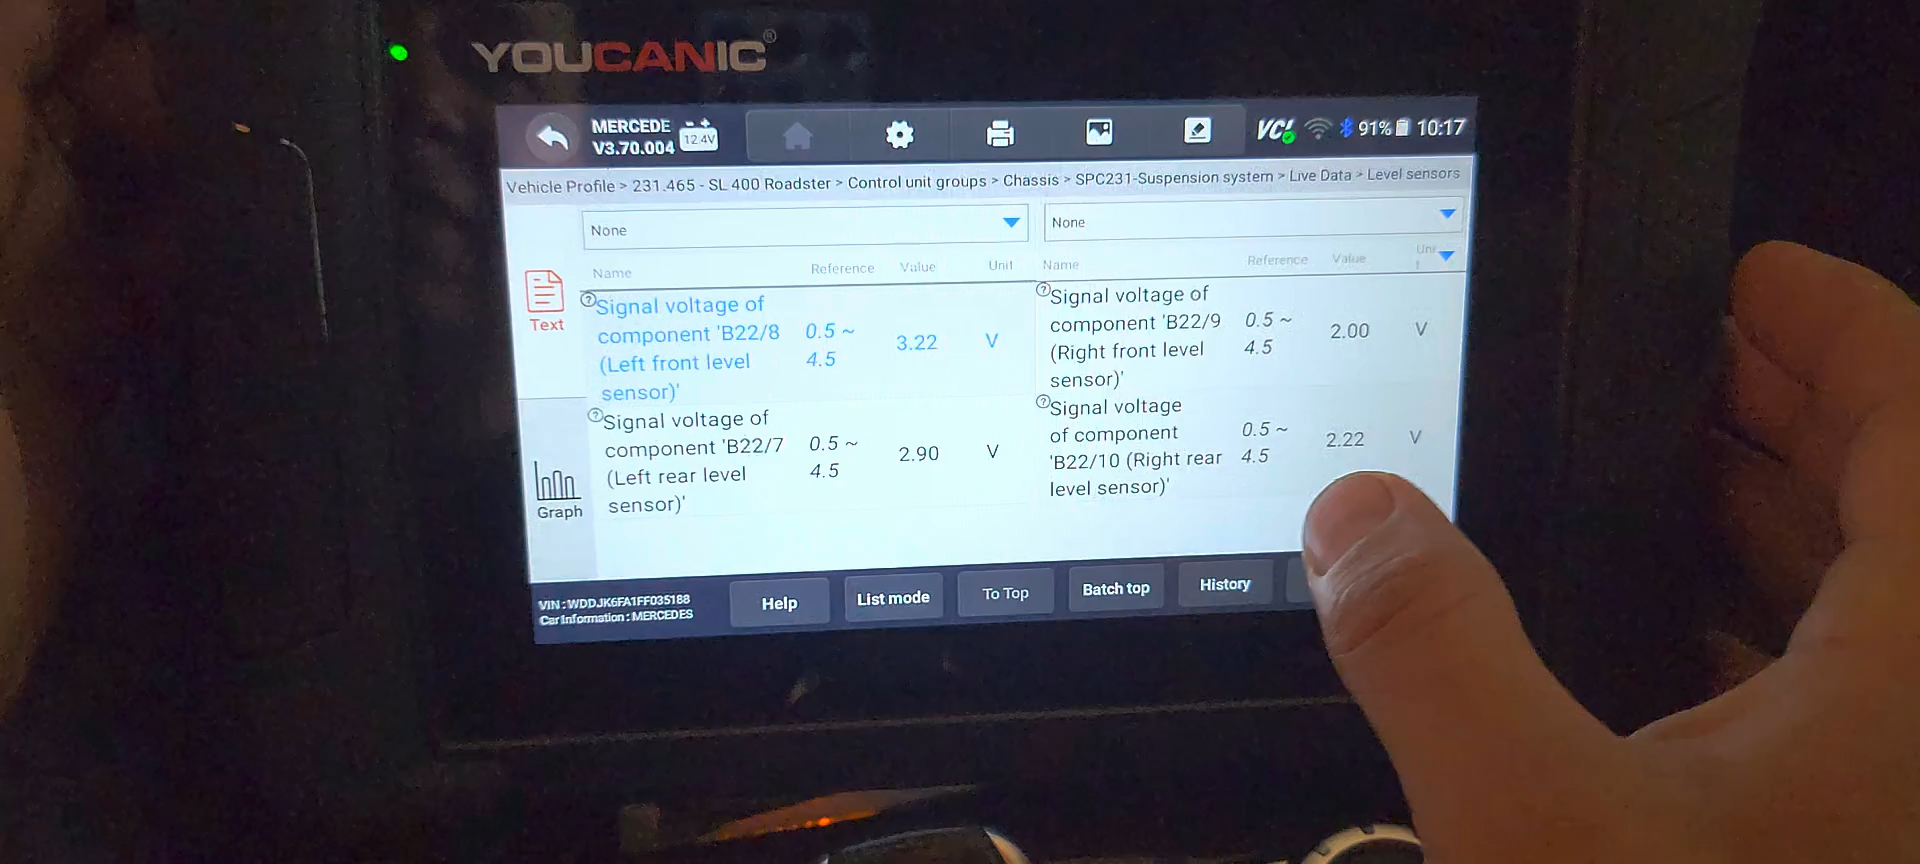 YOUCANIC®
MERCEDE
V3.70.004
12.4V
VCI
91%
10:17
Vehicle Profile > 231.465 - SL 400 Roadster > Control unit groups > Chassis > SPC231-Suspension system > Live Data > Level sensors
None
None
Name Reference Value Unit
Name Reference Value Uni
t
Text
Signal voltage of
component 'B22/8
(Left front level
sensor)'
0.5 ~
4.5
3.22
V
Signal voltage of
component 'B22/9
(Right front level
sensor)'
0.5 ~
4.5
2.00
V
Signal voltage of
component 'B22/7
(Left rear level
sensor)'
0.5 ~
4.5
2.90
V
Signal voltage
of component
'B22/10 (Right rear
level sensor)'
0.5 ~
4.5
2.22
V
Graph
VIN : WDDJK6FA1FF035188
Car Information : MERCEDES
Help
List mode
To Top
Batch top
History